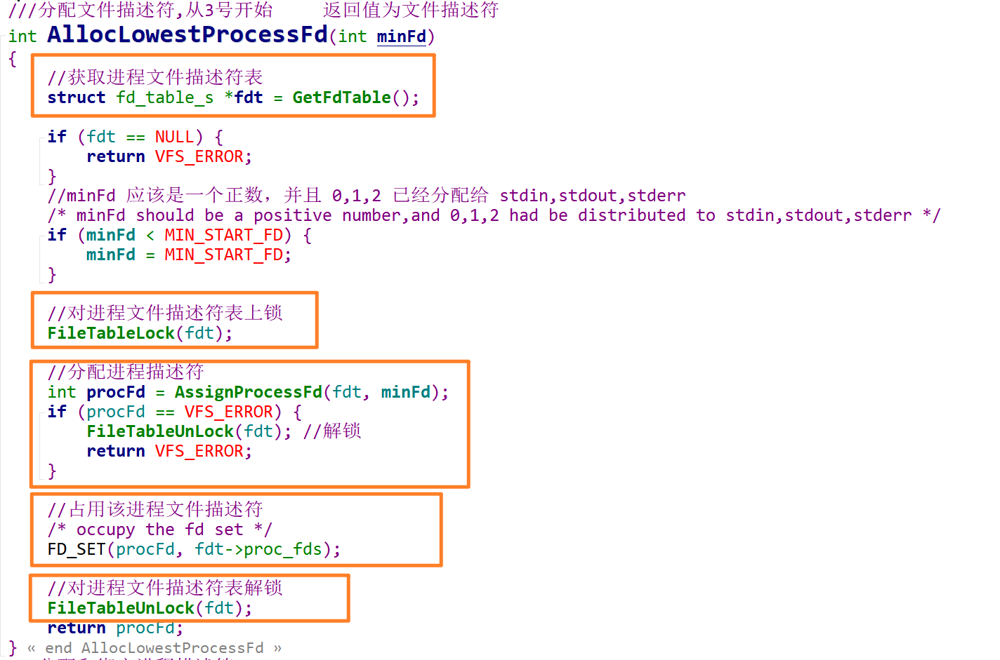 ///分配文件描述符,从3号开始     返回值为文件描述符
int AllocLowestProcessFd(int minFd)
{
    //获取进程文件描述符表
    struct fd_table_s *fdt = GetFdTable();
    if (fdt == NULL) {
        return VFS_ERROR;
    }
    //minFd 应该是一个正数，并且 0,1,2 已经分配给 stdin,stdout,stderr
    /* minFd should be a positive number,and 0,1,2 had be distributed to stdin,stdout,stderr */
    if (minFd < MIN_START_FD) {
        minFd = MIN_START_FD;
    }
    //对进程文件描述符表上锁
    FileTableLock(fdt);
    //分配进程描述符
    int procFd = AssignProcessFd(fdt, minFd);
    if (procFd == VFS_ERROR) {
        FileTableUnLock(fdt); //解锁
        return VFS_ERROR;
    }
    //占用该进程文件描述符
    /* occupy the fd set */
    FD_SET(procFd, fdt->proc_fds);
    //对进程文件描述符表解锁
    FileTableUnLock(fdt);
    return procFd;
} « end AllocLowestProcessFd »